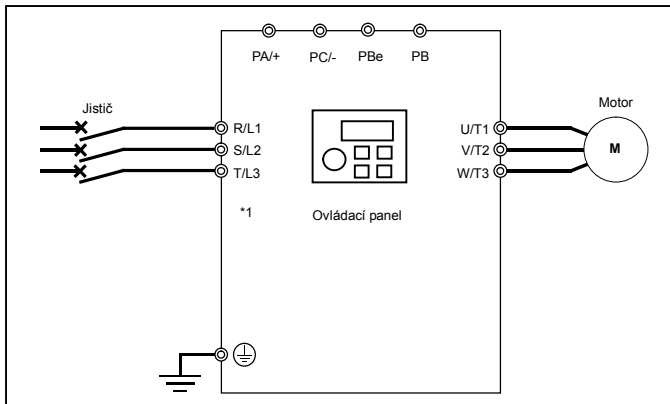 PA/+ PC/- PBe PB
Jistič
Motor
R/L1
U/T1
S/L2
V/T2
M
T/L3
W/T3
*1
Ovládací panel